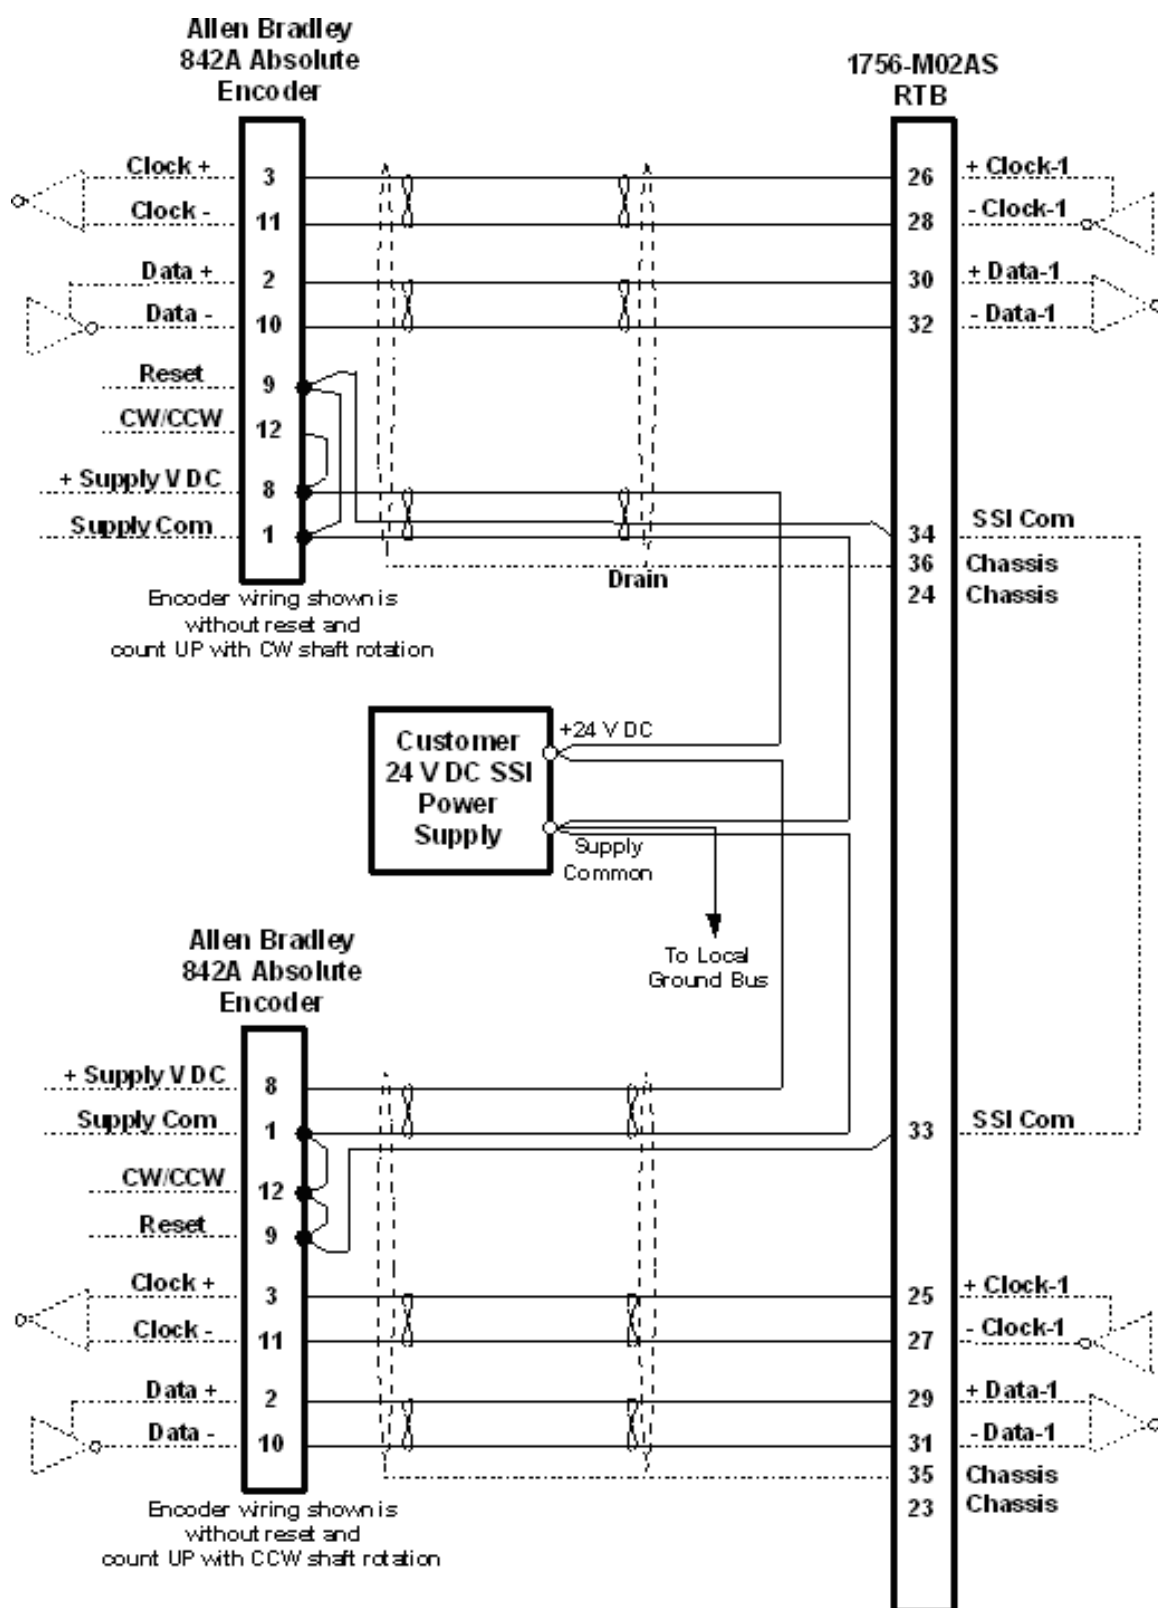 Allen Bradley
842A Absolute
Encoder
1756-M02AS
RTB
Clock + 3 26 + Clock-1
Clock - 11 28 - Clock-1
Data + 2 30 + Data-1
Data - 10 32 - Data-1
Reset 9
CW/CCW 12
+ Supply V DC 8
Supply Com 1 34 SSI Com
36 Chassis
Drain
24 Chassis
Encoder wiring shown is
without reset and
count UP with CW shaft rotation
Customer
24 V DC SSI
Power
Supply
+24 V DC
Supply
Common
To Local
Ground Bus
Allen Bradley
842A Absolute
Encoder
+ Supply V DC 8
Supply Com 1 33 SSI Com
CW/CCW 12
Reset 9
Clock + 3 25 + Clock-1
Clock - 11 27 - Clock-1
Data + 2 29 + Data-1
Data - 10 31 - Data-1
35 Chassis
23 Chassis
Encoder wiring shown is
without reset and
count UP with CCW shaft rotation